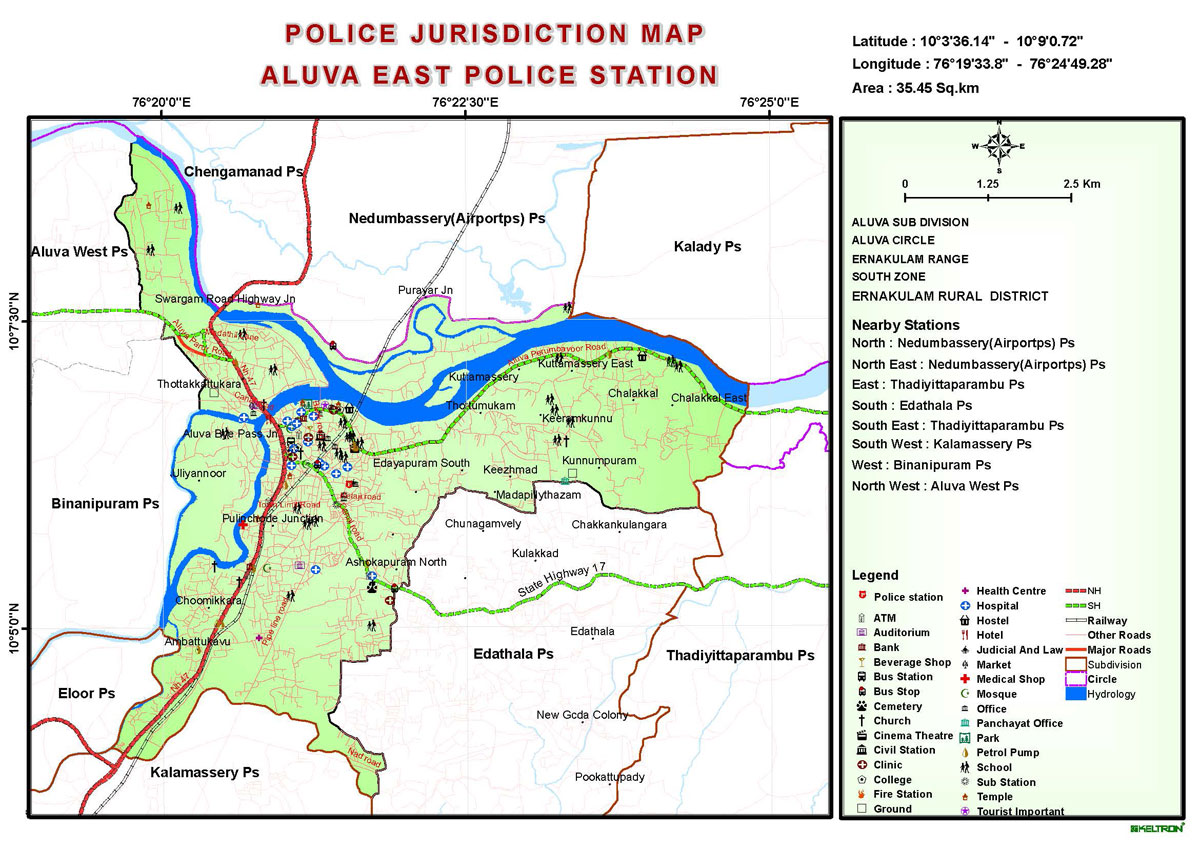 POLICE JURISDICTION MAP
ALUVA EAST POLICE STATION
Latitude : 10°3'36.14" - 10°9'0.72"
Longitude : 76°19'33.8" - 76°24'49.28"
Area : 35.45 Sq.km
76°20'0"E
76°22'30"E
76°25'0"E
10°7'30"N
10°5'0"N
Chengamanad Ps
Nedumbassery(Airportps) Ps
Kalady Ps
Aluva West Ps
Swargam Road Highway Jn
Purayar Jn
Aluva Perumbavoor Road
Kuttamassery East
Kuttamassery
Thottakkattukara
Nh 47
Chalakkal
Chalakkal East
Thottumukam
Keeramkunnu
Aluva Bye Pass Jn
Uliyannoor
Edayapuram South
Keezhmad
Kunnumpuram
Madapillythazam
Binanipuram Ps
Pulinchode Junction
Chunagamvely
Chakkankulangara
Kulakkad
Ashokapuram North
State Highway 17
Choomikkara
Pipe line road
Ambattukavu
Edathala
Edathala Ps
Thadiyittaparambu Ps
Eloor Ps
Nh 47
New Gcda Colony
Nad road
Kalamassery Ps
Pookattupady
N
W
E
S
0
1.25
2.5 Km
ALUVA SUB DIVISION
ALUVA CIRCLE
ERNAKULAM RANGE
SOUTH ZONE
ERNAKULAM RURAL DISTRICT
Nearby Stations
North : Nedumbassery(Airportps) Ps
North East : Nedumbassery(Airportps) Ps
East : Thadiyittaparambu Ps
South : Edathala Ps
South East : Thadiyittaparambu Ps
South West : Kalamassery Ps
West : Binanipuram Ps
North West : Aluva West Ps
Legend
Police station
ATM
Auditorium
Bank
Beverage Shop
Bus Station
Bus Stop
Cemetery
Church
Cinema Theatre
Civil Station
Clinic
College
Fire Station
Ground
Health Centre
Hospital
Hostel
Hotel
Judicial And Law
Market
Medical Shop
Mosque
Office
Panchayat Office
Park
Petrol Pump
School
Sub Station
Temple
Tourist Important
NH
SH
Railway
Other Roads
Major Roads
Subdivision
Circle
Hydrology
KELTRON